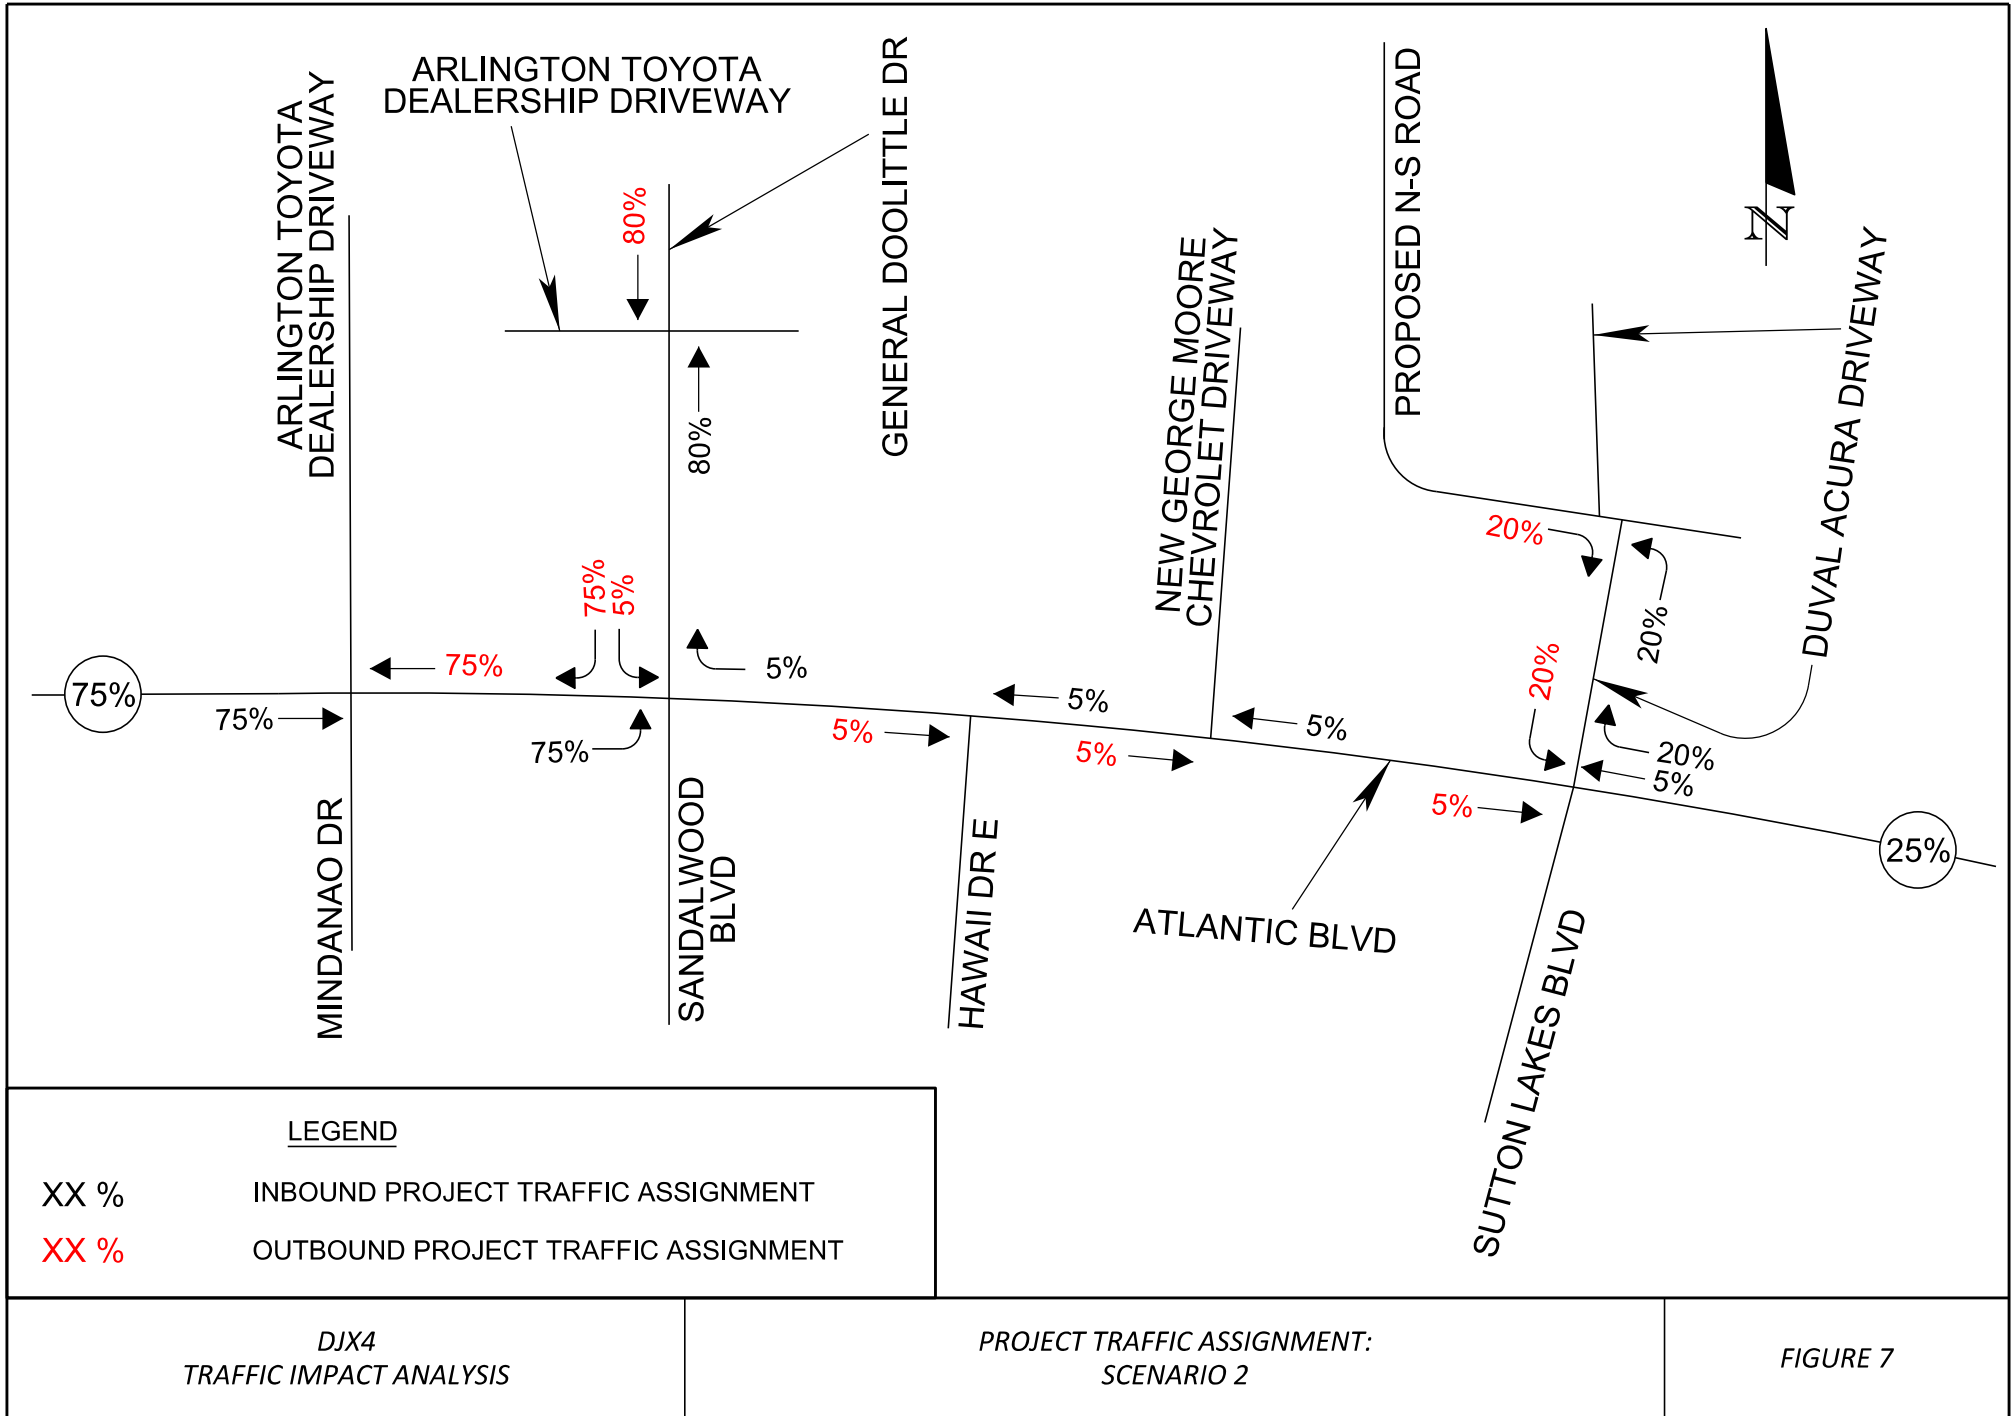 ARLINGTON TOYOTA
DEALERSHIP DRIVEWAY
ARLINGTON TOYOTA
DEALERSHIP DRIVEWAY
GENERAL DOOLITTLE DR
PROPOSED N-S ROAD
N
NEW GEORGE MOORE
CHEVROLET DRIVEWAY
DUVAL ACURA DRIVEWAY
80%
80%
20%
20%
20%
75%
5%
75%
75%
75%
75%
5%
5%
5%
5%
5%
20%
5%
5%
25%
MINDANAO DR
SANDALWOOD
BLVD
HAWAII DR E
ATLANTIC BLVD
SUTTON LAKES BLVD
LEGEND
XX % INBOUND PROJECT TRAFFIC ASSIGNMENT
XX % OUTBOUND PROJECT TRAFFIC ASSIGNMENT
DJX4
TRAFFIC IMPACT ANALYSIS
PROJECT TRAFFIC ASSIGNMENT:
SCENARIO 2
FIGURE 7